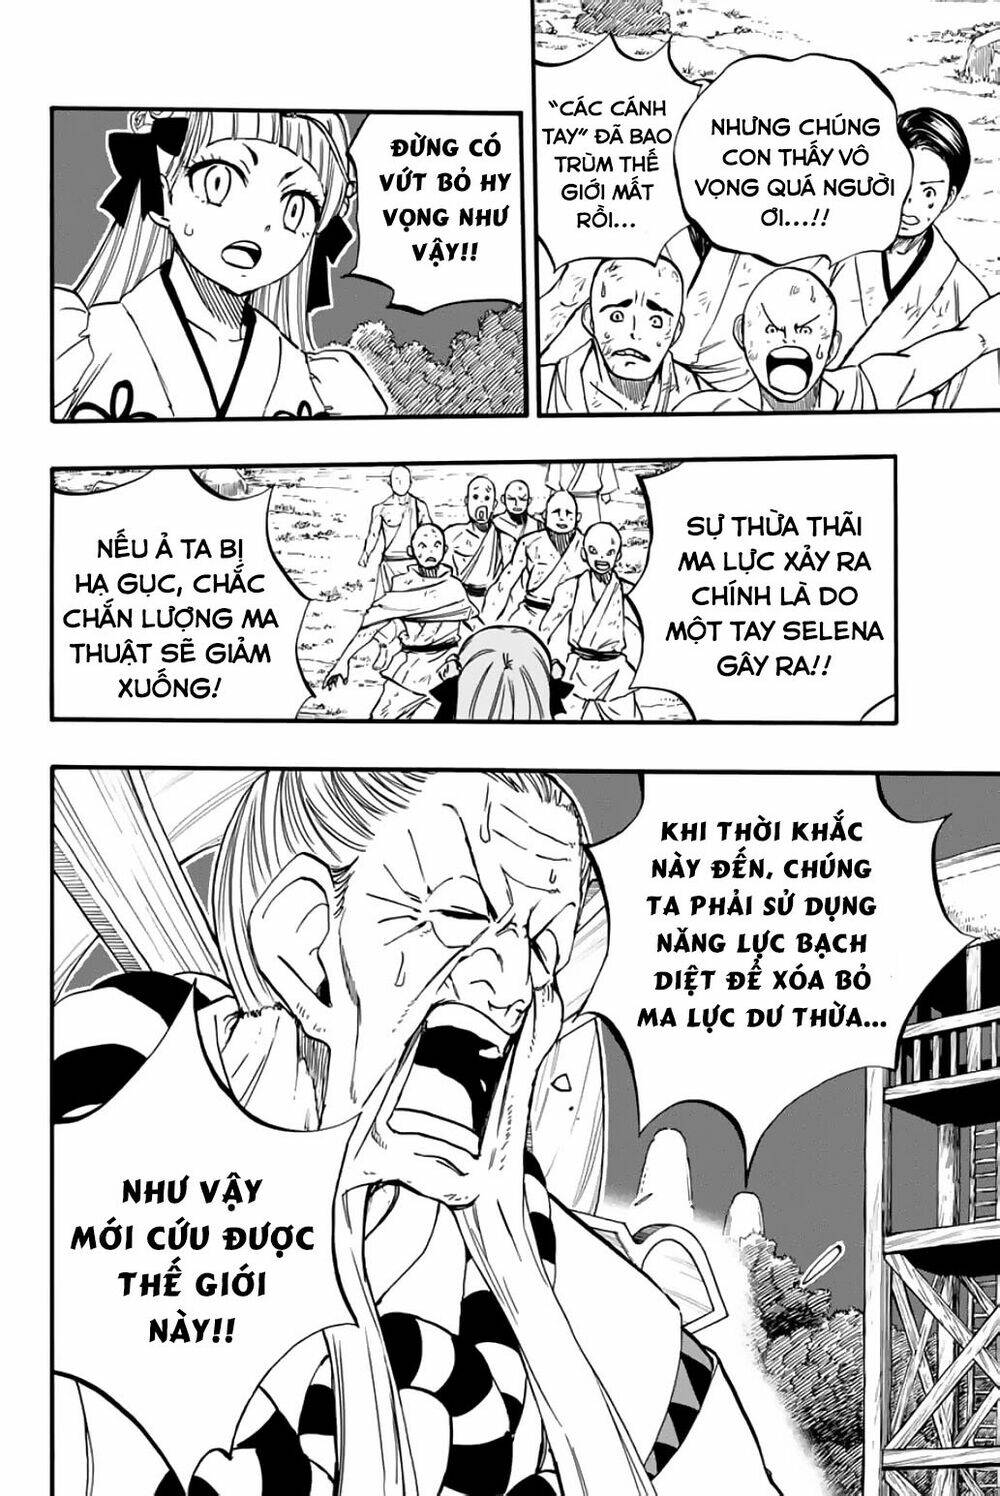 NHƯNG CHÚNG
CON THẤY VÔ
VỌNG QUÁ NGƯỜI
ƠI...!!
"CÁC CÁNH
TAY" ĐÃ BAO
TRÙM THẾ
GIỚI MẤT
RỒI...
ĐỪNG CÓ
VỨT BỎ HY
VỌNG NHƯ
VẬY!!
SỰ THỪA THÃI
MA LỰC XẢY RA
CHÍNH LÀ DO
MỘT TAY SELENA
GÂY RA!!
NẾU Ả TA BỊ
HẠ GỤC, CHẮC
CHẮN LƯỢNG MA
THUẬT SẼ GIẢM
XUỐNG!
KHI THỜI KHẮC
NÀY ĐẾN, CHÚNG
TA PHẢI SỬ DỤNG
NĂNG LỰC BẠCH
DIỆT ĐỂ XÓA BỎ
MA LỰC DƯ THỪA...
NHƯ VẬY
MỚI CỨU ĐƯỢC
THẾ GIỚI
NÀY!!